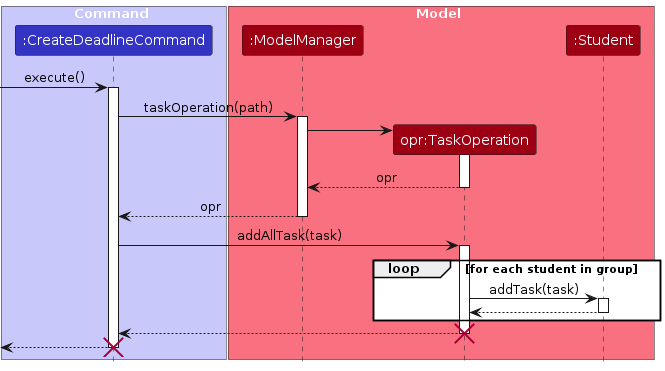 Command
Model
:CreateDeadlineCommand
:ModelManager
:Student
execute()
taskOperation(path)
opr:TaskOperation
opr
opr
addAllTask(task)
loop
[for each student in group]
addTask(task)